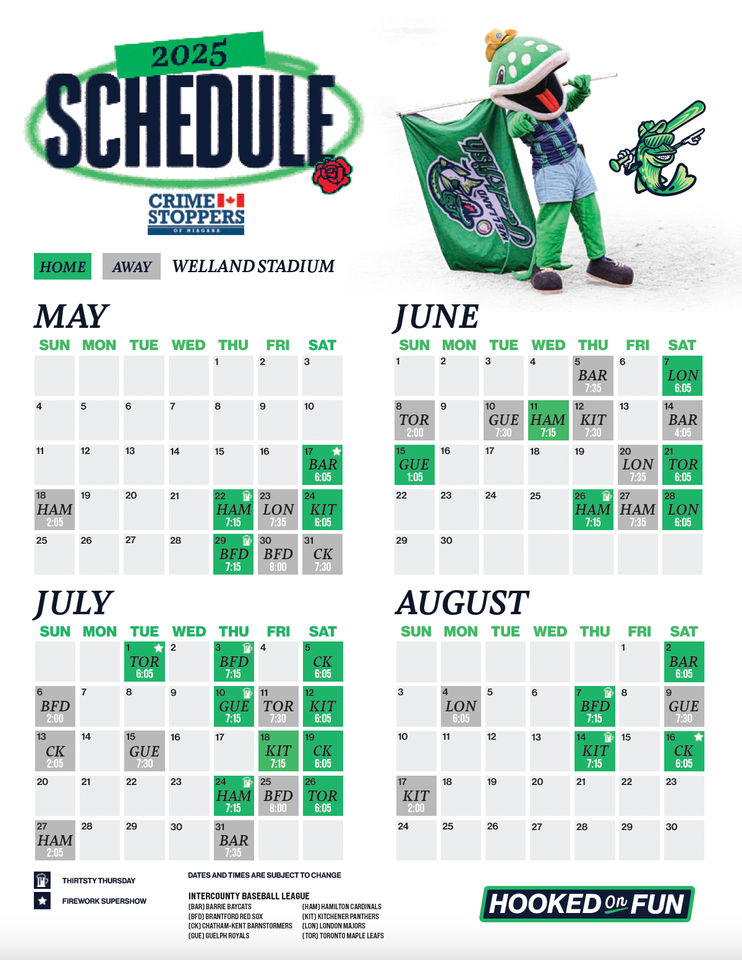 2025
SCHEDULE
CRIME
STOPPERS
OF NIAGARA
WELLAND
Jackfish
HOME AWAY WELLAND STADIUM
MAY
SUN MON TUE WED THU FRI SAT
1 2 3
4 5 6 7 8 9 10
11 12 13 14 15 16 17
BAR
6:05
18 19 20 21 22 23 24
HAM HAM LON KIT
2:05 7:15 7:35 6:05
25 26 27 28 29 30 31
BFD BFD CK
7:15 8:00 7:30
JUNE
SUN MON TUE WED THU FRI SAT
1 2 3 4 5 6 7
BAR LON
7:35 6:05
8 9 10 11 12 13 14
TOR GUE HAM KIT BAR
2:00 7:30 7:15 7:30 4:05
15 16 17 18 19 20 21
GUE LON TOR
1:05 7:35 6:05
22 23 24 25 26 27 28
HAM HAM LON
7:15 7:35 6:05
29 30
JULY
SUN MON TUE WED THU FRI SAT
1 2 3 4 5
TOR BFD CK
6:05 7:15 6:05
6 7 8 9 10 11 12
BFD GUE TOR KIT
2:00 7:15 7:30 6:05
13 14 15 16 17 18 19
CK GUE KIT CK
2:05 7:30 7:15 6:05
20 21 22 23 24 25 26
HAM BFD TOR
7:15 8:00 6:05
27 28 29 30 31
HAM BAR
2:05 7:35
AUGUST
SUN MON TUE WED THU FRI SAT
1 2
BAR
6:05
3 4 5 6 7 8 9
LON BFD GUE
6:05 7:15 7:30
10 11 12 13 14 15 16
KIT CK
7:15 6:05
17 18 19 20 21 22 23
KIT
2:00
24 25 26 27 28 29 30
THIRTSTY THURSDAY
FIREWORK SUPERSHOW
DATES AND TIMES ARE SUBJECT TO CHANGE
INTERCOUNTY BASEBALL LEAGUE
(BAR) BARRIE BAYCATS (HAM) HAMILTON CARDINALS
(BFD) BRANTFORD RED SOX (KIT) KITCHENER PANTHERS
(CK) CHATHAM-KENT BARNSTORMERS (LON) LONDON MAJORS
(GUE) GUELPH ROYALS (TOR) TORONTO MAPLE LEAFS
HOOKED On FUN